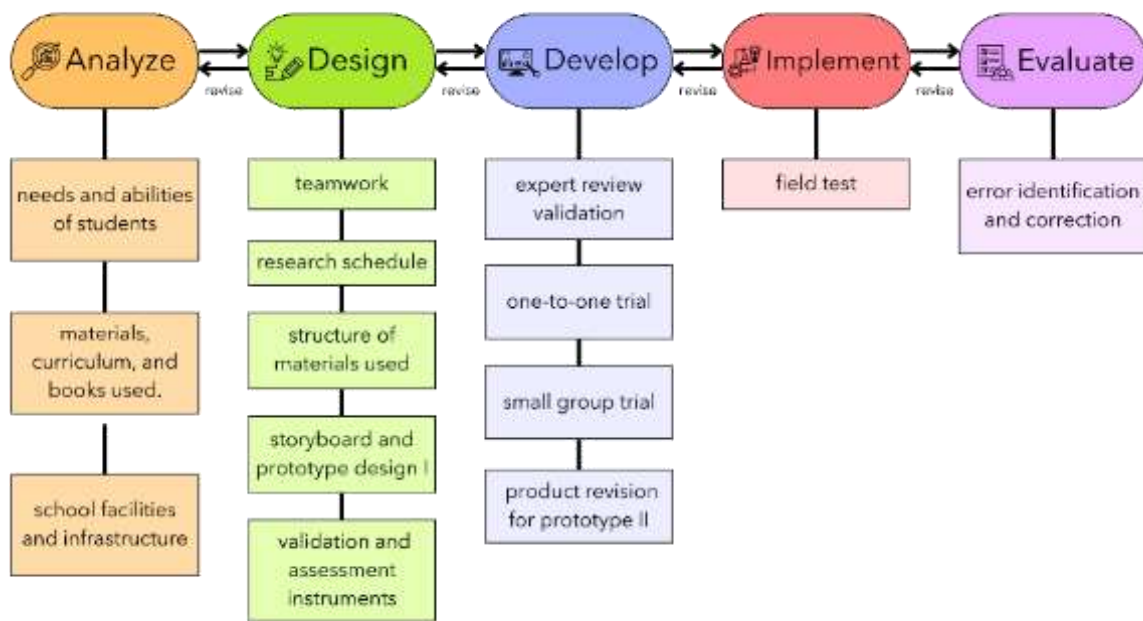 Analyze
Design
Develop
Implement
Evaluate
revise
revise
revise
revise
needs and abilities
of students
materials,
curriculum, and
books used.
school facilities
and infrastructure
teamwork
research schedule
structure of
materials used
storyboard and
prototype design I
validation and
assessment
instruments
expert review
validation
one-to-one trial
small group trial
product revision
for prototype II
field test
error identification
and correction